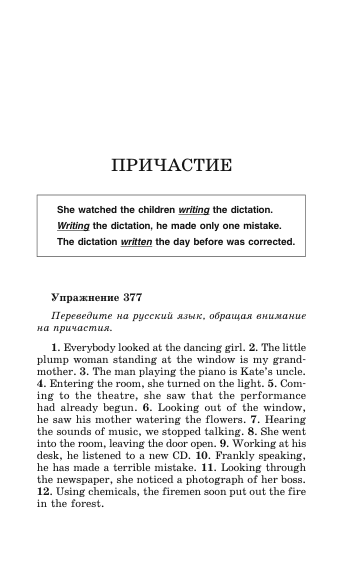 ПРИЧАСТИЕ
She watched the children writing the dictation.
Writing the dictation, he made only one mistake.
The dictation written the day before was corrected.
Упражнение 377
Переведите на русский язык, обращая внимание
на причастия.
1. Everybody looked at the dancing girl. 2. The little
plump woman standing at the window is my grand-
mother. 3. The man playing the piano is Kate's uncle.
4. Entering the room, she turned on the light. 5. Com-
ing to the theatre, she saw that the performance
had already begun. 6. Looking out of the window,
he saw his mother watering the flowers. 7. Hearing
the sounds of music, we stopped talking. 8. She went
into the room, leaving the door open. 9. Working at his
desk, he listened to a new CD. 10. Frankly speaking,
he has made a terrible mistake. 11. Looking through
the newspaper, she noticed a photograph of her boss.
12. Using chemicals, the firemen soon put out the fire
in the forest.